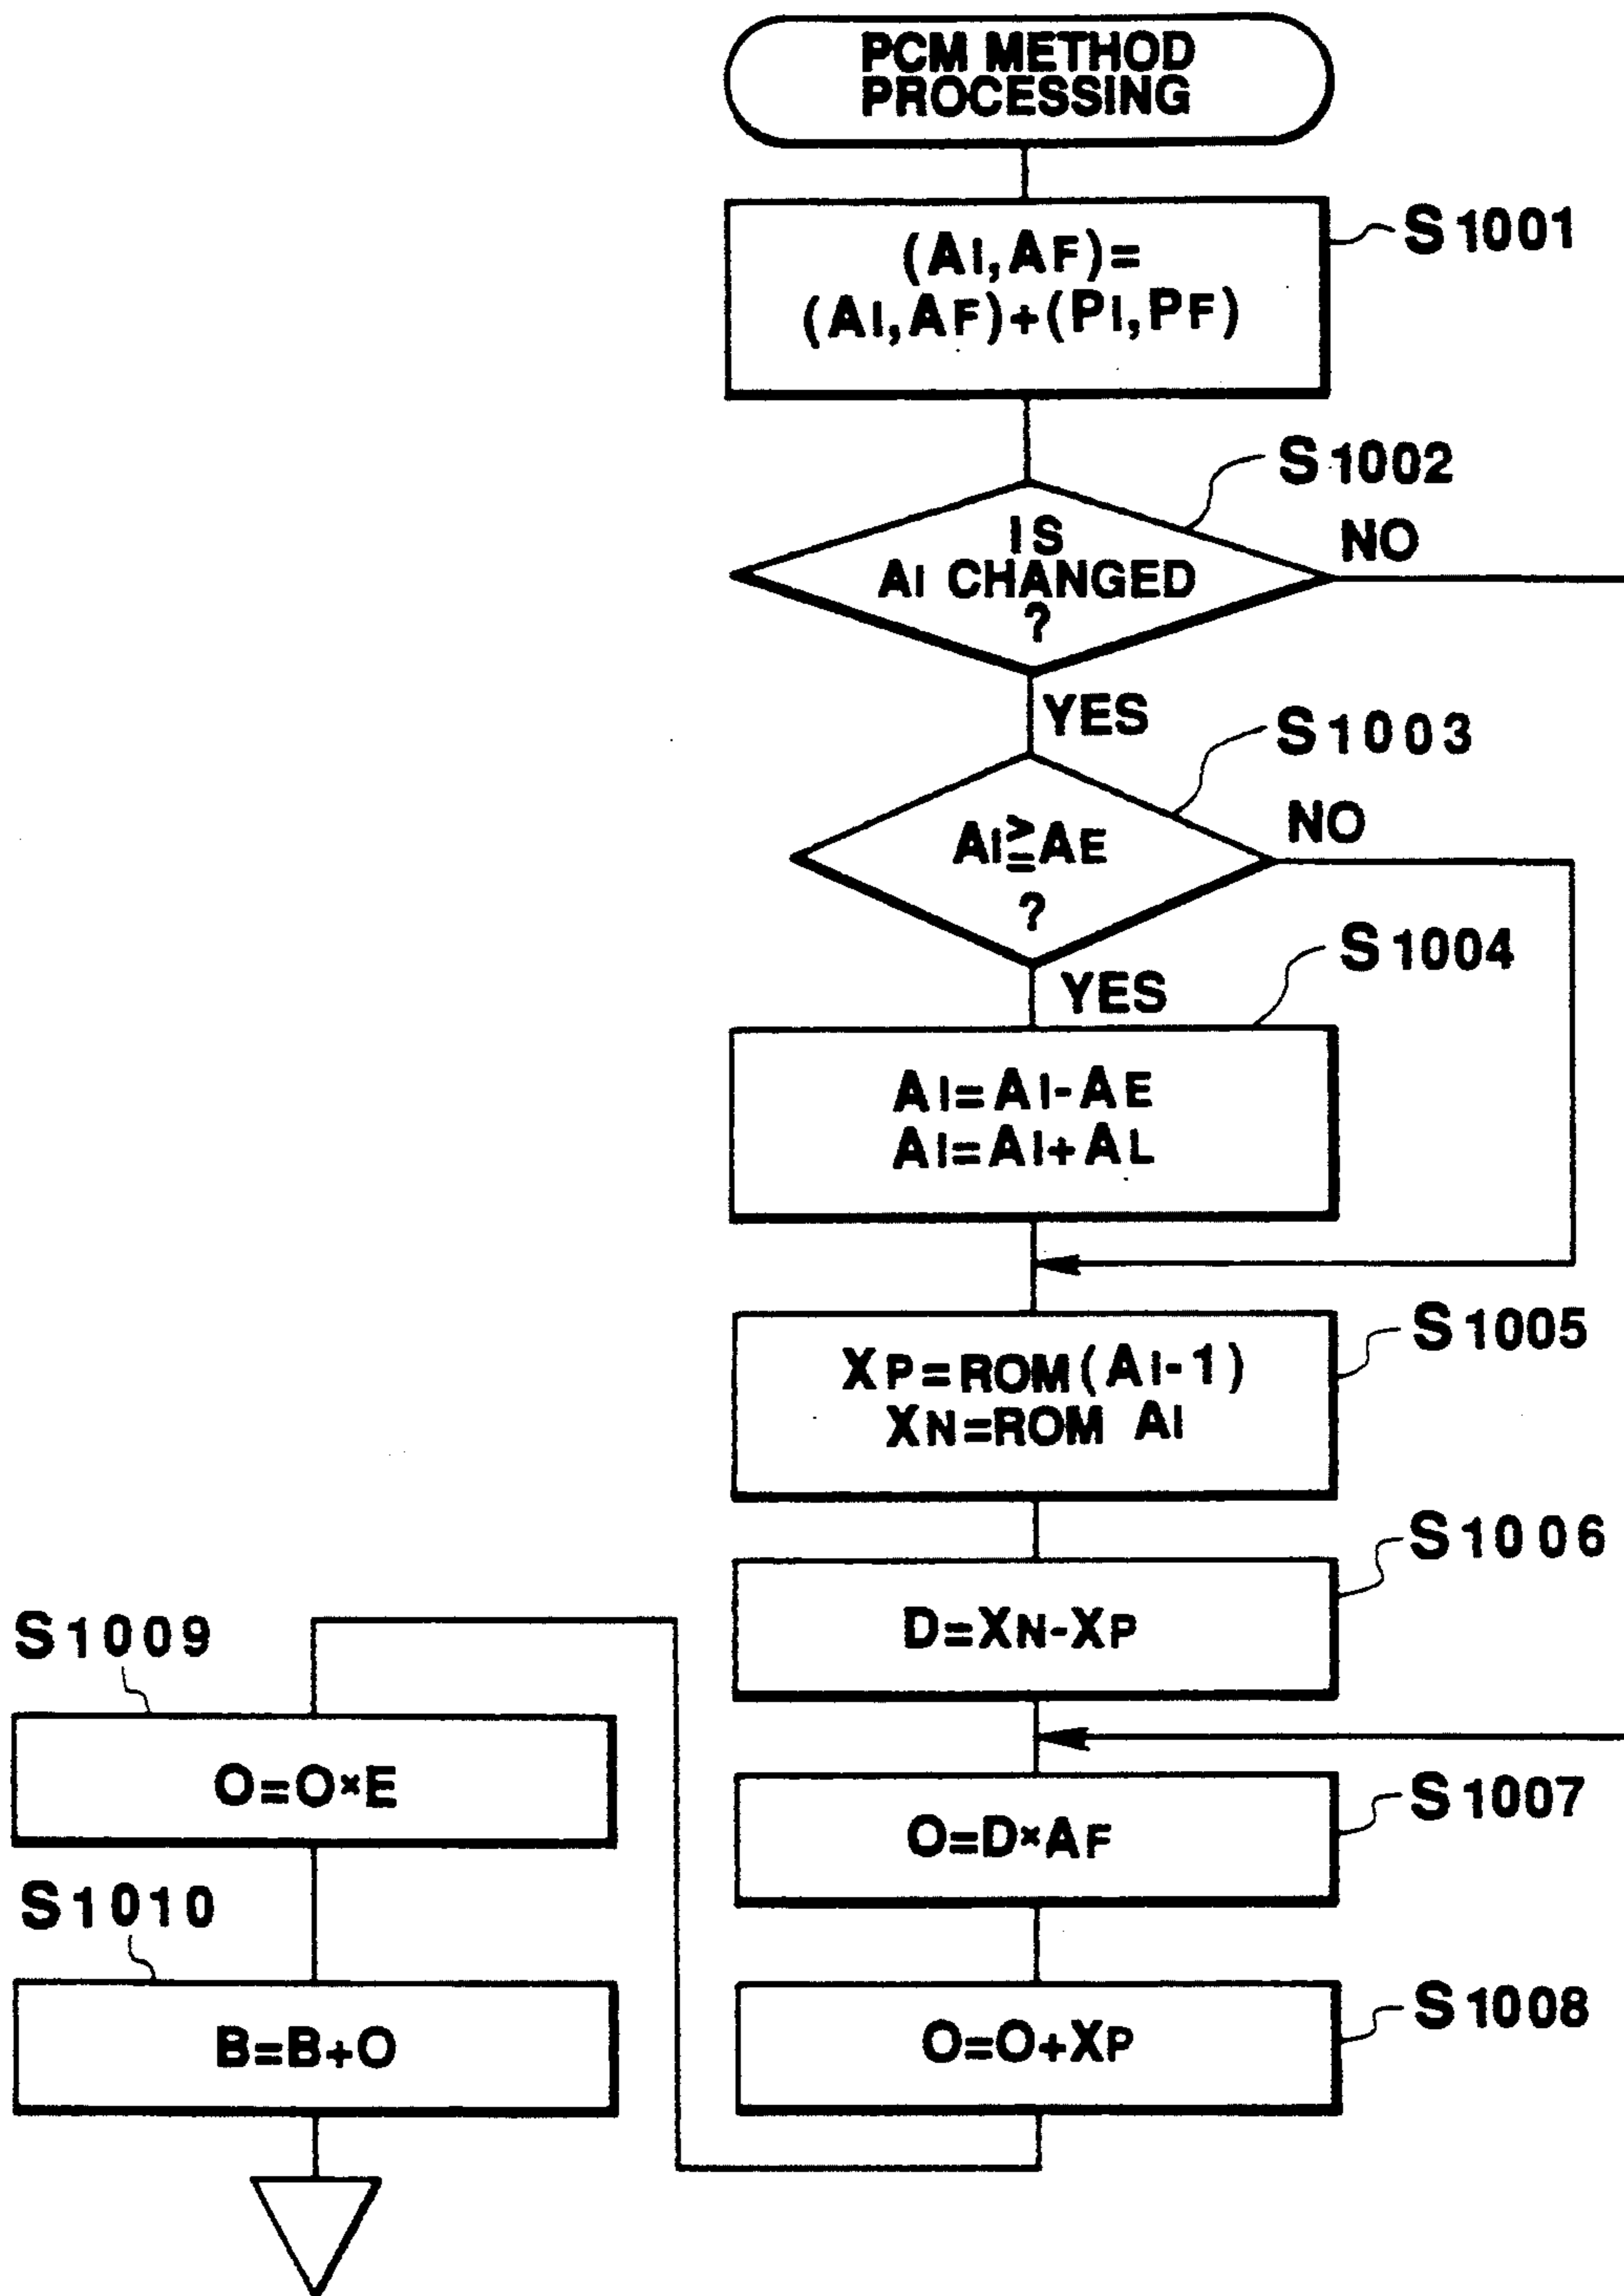 PCM METHOD
PROCESSING
S1001
(AI,AF)=
(AI,AF)+(PI,PF)
S1002
IS
AI CHANGED
?
NO
YES
S1003
AI≧AE
?
NO
YES
S1004
AI=AI-AE
AI=AI+AL
S1005
XP=ROM(AI-1)
XN=ROM AI
S1006
D=XN-XP
S1007
O=D×AF
S1008
O=O+XP
S1009
O=O×E
S1010
B=B+O